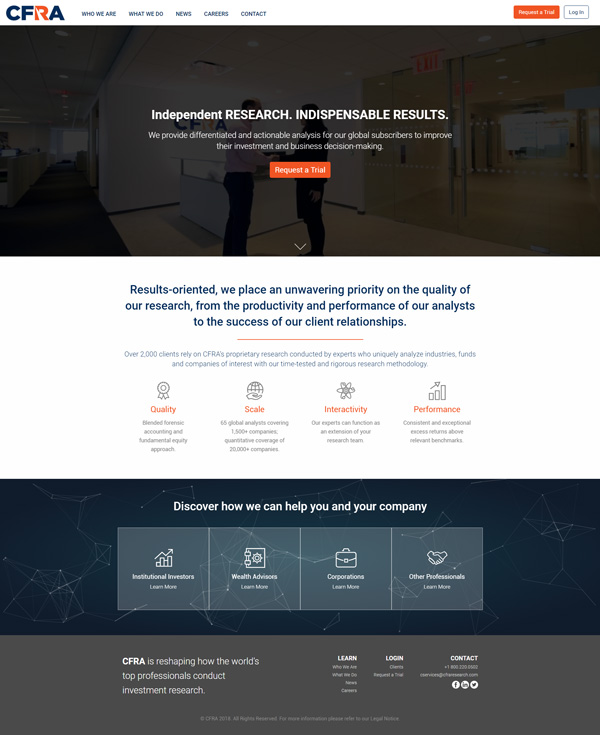 CFRA
WHO WE ARE
WHAT WE DO
NEWS
CAREERS
CONTACT
Request a Trial
Log In
Independent RESEARCH. INDISPENSABLE RESULTS.
We provide differentiated and actionable analysis for our global subscribers to improve
their investment and business decision-making.
Request a Trial
Results-oriented, we place an unwavering priority on the quality of
our research, from the productivity and performance of our analysts
to the success of our client relationships.
Over 2,000 clients rely on CFRA's proprietary research conducted by experts who uniquely analyze industries, funds
and companies of interest with our time-tested and rigorous research methodology.
Quality
Blended forensic
accounting and
fundamental equity
approach.
Scale
65 global analysts covering
1,500+ companies;
quantitative coverage of
20,000+ companies.
Interactivity
Our experts can function as
an extension of your
research team.
Performance
Consistent and exceptional
excess returns above
relevant benchmarks.
Discover how we can help you and your company
Institutional Investors
Learn More
Wealth Advisors
Learn More
Corporations
Learn More
Other Professionals
Learn More
CFRA is reshaping how the world's
top professionals conduct
investment research.
LEARN
Who We Are
What We Do
News
Careers
LOGIN
Clients
Request a Trial
CONTACT
+1 800.220.0502
cservices@cfraresearch.com
© CFRA 2018. All Rights Reserved. For more information please refer to our Legal Notice.